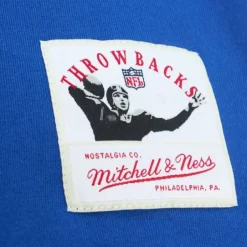 THROWBACKS
NFL
NOSTALGIA CO.
Mitchell & Ness
PHILADELPHIA, PA.